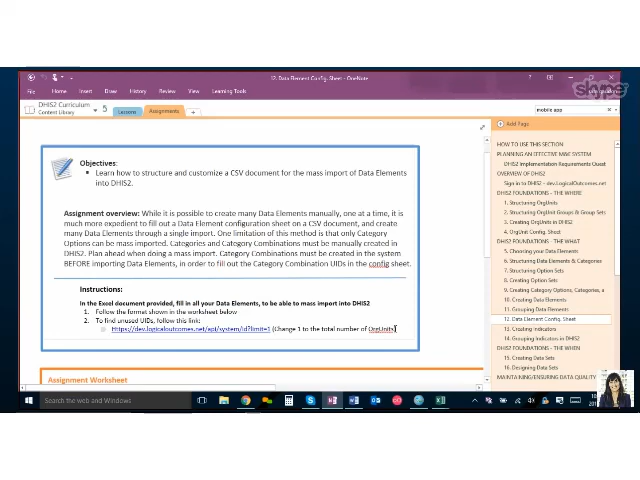 12. Data Element Config. Sheet - OneNote
File Home Insert Draw History Review View Learning Tools
DHIS2 Curriculum
Content Library
5 Lessons Assignments +
mobile app
Add Page
Objectives:
Learn how to structure and customize a CSV document for the mass import of Data Elements
into DHIS2.
Assignment overview: While it is possible to create many Data Elements manually, one at a time, it is
much more expedient to fill out a Data Element configuration sheet on a CSV document, and create
many Data Elements through a single import. One limitation of this method is that only Category
Options can be mass imported. Categories and Category Combinations must be manually created in
DHIS2. Plan ahead when doing a mass import. Category Combinations must be created in the system
BEFORE importing Data Elements, in order to fill out the Category Combination UIDs in the config sheet.
Instructions:
In the Excel document provided, fill in all your Data Elements, to be able to mass import into DHIS2
1. Follow the format shown in the worksheet below
2. To find unused UIDs, follow this link:
https://dev.logicaloutcomes.net/api/system/id?limit=1 (Change 1 to the total number of OrgUnits)
Assignment Worksheet
HOW TO USE THIS SECTION
PLANNING AN EFFECTIVE M&E SYSTEM
DHIS2 Implementation Requirements Quest
OVERVIEW OF DHIS2
Sign in to DHIS2 - dev.LogicalOutcomes.net
DHIS2 FOUNDATIONS - THE WHERE
1. Structuring OrgUnits
2. Structuring OrgUnit Groups & Group Sets
3. Creating OrgUnits in DHIS2
4. OrgUnit Config. Sheet
DHIS2 FOUNDATIONS - THE WHAT
5. Choosing your Data Elements
6. Structuring Data Elements & Categories
7. Structuring Option Sets
8. Creating Option Sets
9. Creating Category Options, Categories, a
10. Creating Data Elements
11. Grouping Data Elements
12. Data Element Config. Sheet
13. Creating Indicators
14. Grouping Indicators in DHIS2
DHIS2 FOUNDATIONS - THE WHEN
15. Creating Data Sets
16. Designing Data Sets
MAINTAINING/ENSURING DATA QUALITY
Search the web and Windows
skype